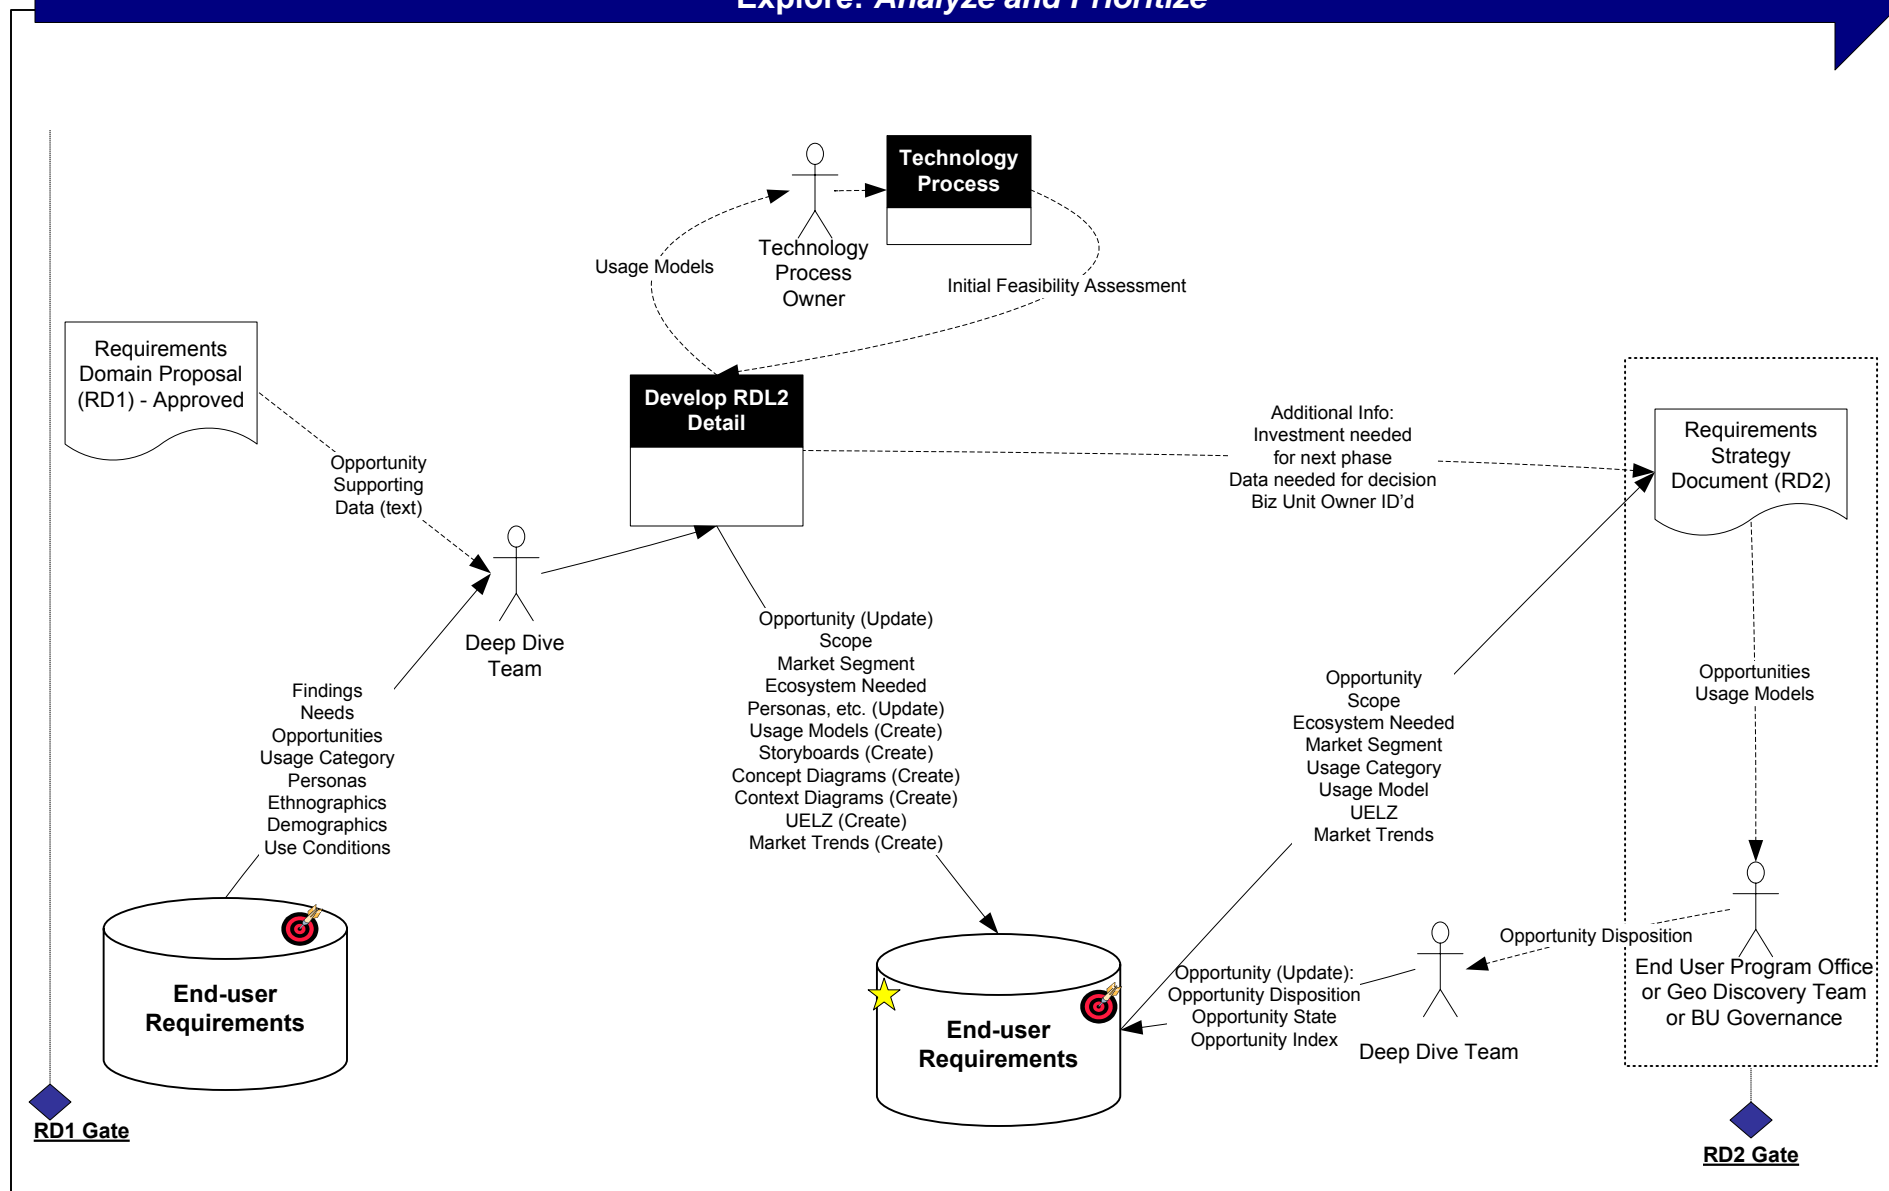 Explore: Analyze and Prioritize
Technology
Process
Technology
Process
Owner
Usage Models
Initial Feasibility Assessment
Requirements
Domain Proposal
(RD1) - Approved
Opportunity
Supporting
Data (text)
Develop RDL2
Detail
Additional Info:
Investment needed
for next phase
Data needed for decision
Biz Unit Owner ID'd
Requirements
Strategy
Document (RD2)
Deep Dive
Team
Findings
Needs
Opportunities
Usage Category
Personas
Ethnographics
Demographics
Use Conditions
Opportunity (Update)
Scope
Market Segment
Ecosystem Needed
Personas, etc. (Update)
Usage Models (Create)
Storyboards (Create)
Concept Diagrams (Create)
Context Diagrams (Create)
UELZ (Create)
Market Trends (Create)
Opportunity
Scope
Ecosystem Needed
Market Segment
Usage Category
Usage Model
UELZ
Market Trends
Opportunities
Usage Models
End-user
Requirements
End-user
Requirements
Opportunity (Update):
Opportunity Disposition
Opportunity State
Opportunity Index
Deep Dive Team
Opportunity Disposition
End User Program Office
or Geo Discovery Team
or BU Governance
RD1 Gate
RD2 Gate